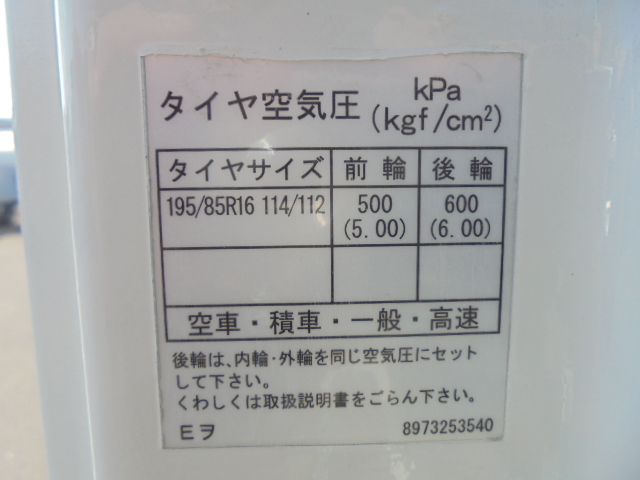 タイヤ空気圧 kPa
(kgf/cm²)
タイヤサイズ 前輪 後輪
195/85R16 114/112 500 600
(5.00) (6.00)
空車・積車・一般・高速
後輪は、内輪・外輪を同じ空気圧にセット
して下さい。
くわしくは取扱説明書をごらん下さい。
Eヲ 8973253540